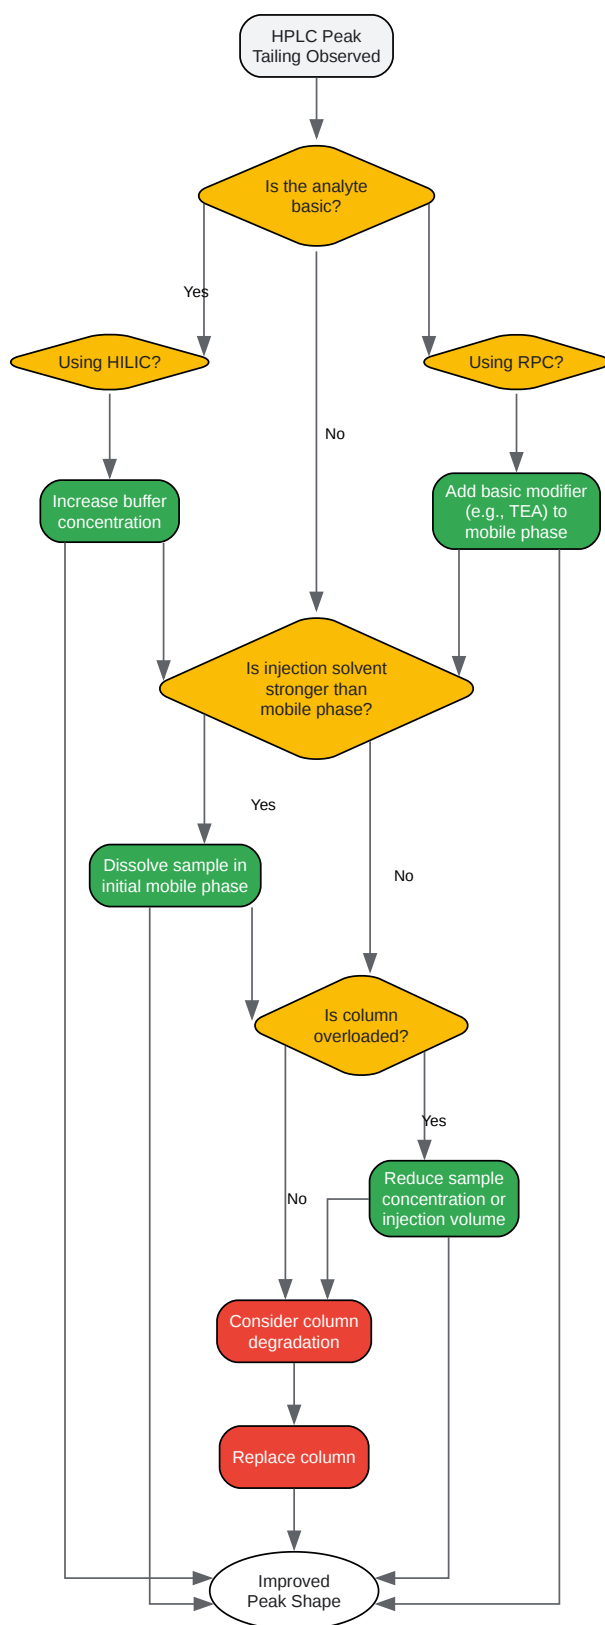 HPLC Peak
Tailing Observed
Is the analyte
basic?
Yes
Using HILIC?
Using RPC?
No
Increase buffer
concentration
Add basic modifier
(e.g., TEA) to
mobile phase
Is injection solvent
stronger than
mobile phase?
Yes
Dissolve sample in
initial mobile phase
No
Is column
overloaded?
Yes
Reduce sample
concentration or
injection volume
No
Consider column
degradation
Replace column
Improved
Peak Shape